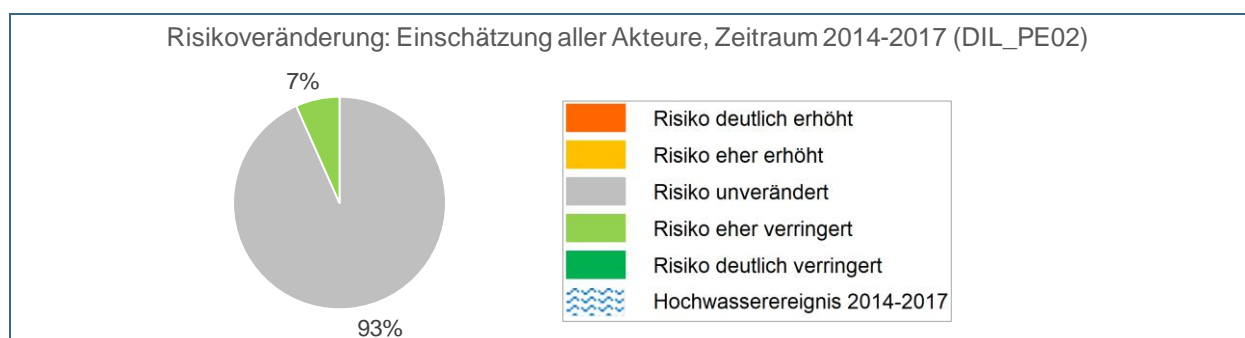 Risikoveränderung: Einschätzung aller Akteure, Zeitraum 2014-2017 (DIL_PE02)
7%
93%
Risiko deutlich erhöht
Risiko eher erhöht
Risiko unverändert
Risiko eher verringert
Risiko deutlich verringert
Hochwasserereignis 2014-2017